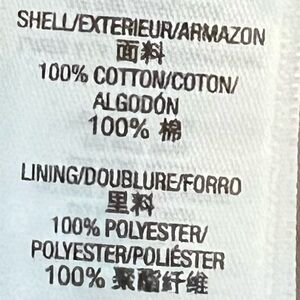 SHELL/EXTERIEUR/ARMAZON
面料
100% COTTON/COTON/
ALGODÓN
100% 棉
LINING/DOUBLURE/FORRO
里料
100% POLYESTER/
POLYESTER/POLIÉSTER
100% 聚酯纤维